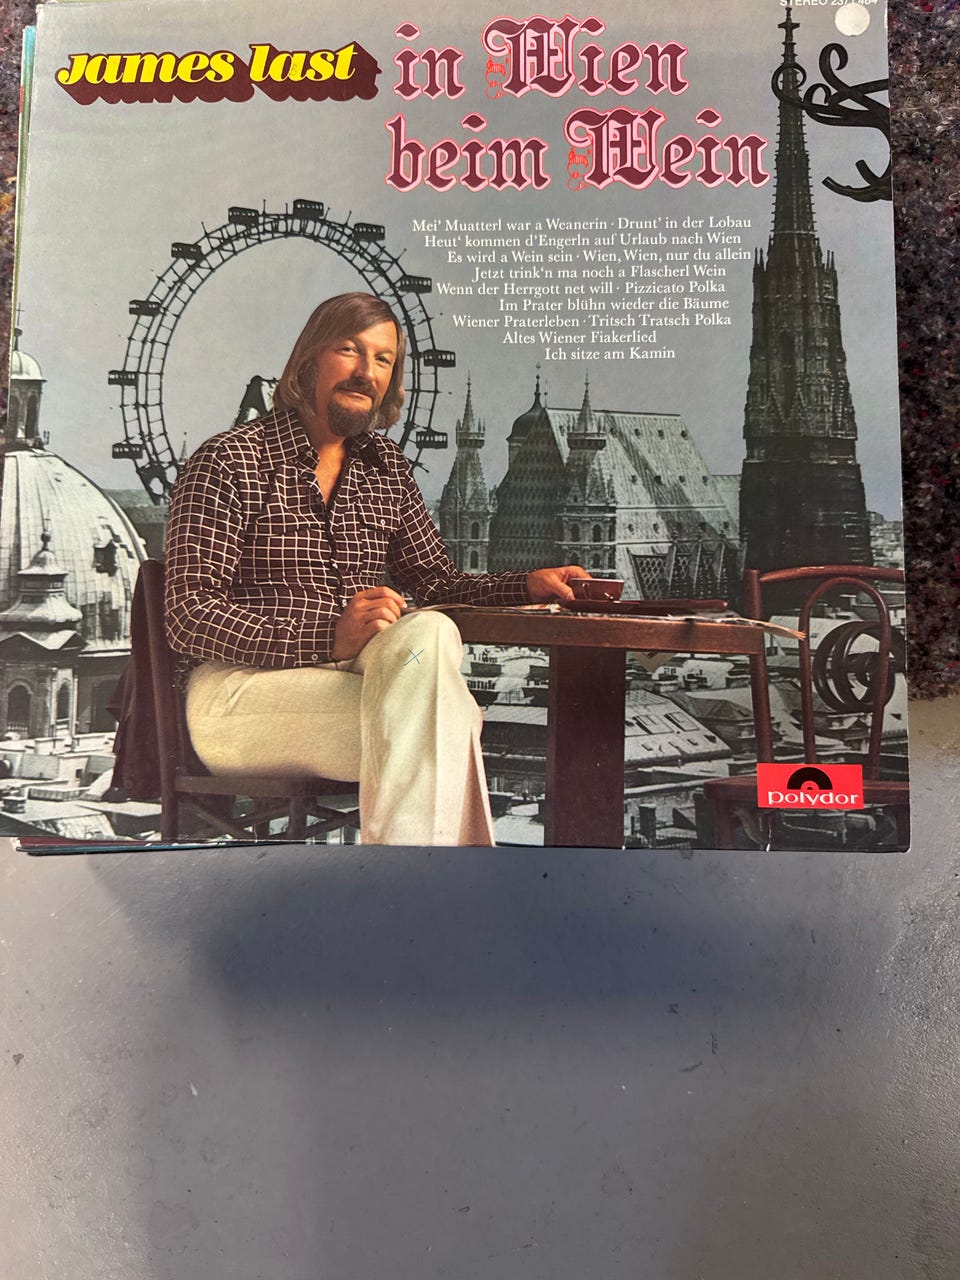 STEREO 2371 484
james last
in Wien
beim Wein
Mei' Muatterl war a Weanerin · Drunt' in der Lobau
Heut' kommen d'Engerln auf Urlaub nach Wien
Es wird a Wein sein · Wien, Wien, nur du allein
Jetzt trink'n ma noch a Flascherl Wein
Wenn der Herrgott net will · Pizzicato Polka
Im Prater blühn wieder die Bäume
Wiener Praterleben · Tritsch Tratsch Polka
Altes Wiener Fiakerlied
Ich sitze am Kamin
polydor